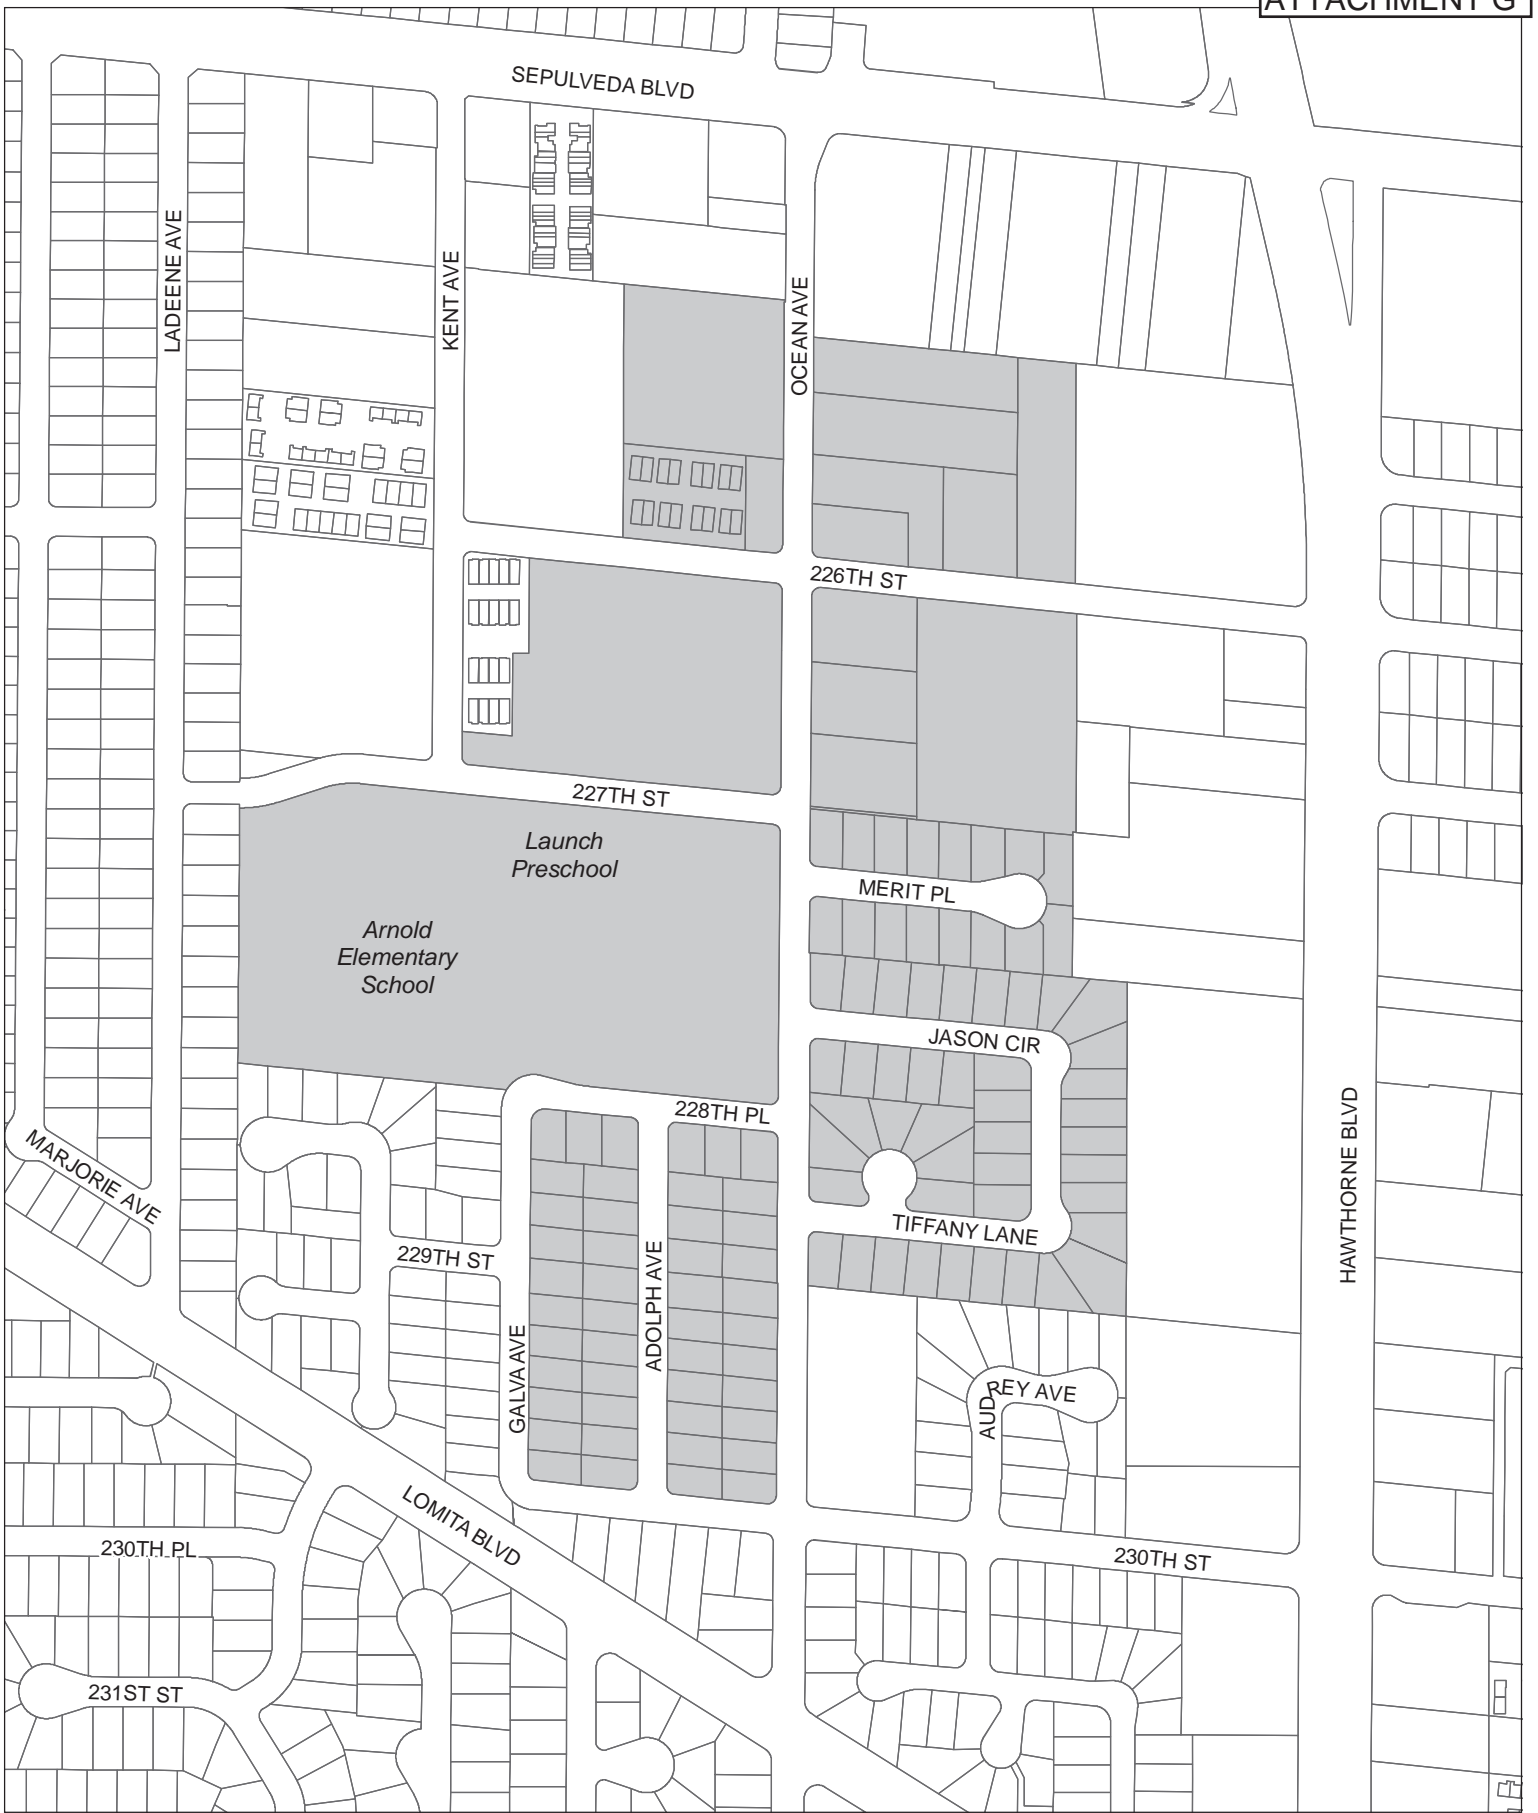 ATTACHMENT G
SEPULVEDA BLVD
LADEENE AVE
KENT AVE
OCEAN AVE
226TH ST
227TH ST
Launch
Preschool
MERIT PL
Arnold
Elementary
School
JASON CIR
228TH PL
HAWTHORNE BLVD
MARJORIE AVE
TIFFANY LANE
229TH ST
ADOLPH AVE
GALVA AVE
AUDREY AVE
LOMITA BLVD
230TH PL
230TH ST
231ST ST